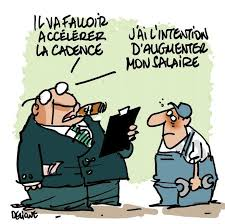 IL VA FALLOIR
ACCÉLÉRER
LA CADENCE
J'AI L'INTENTION
D'AUGMENTER
MON SALAIRE
DELIGNE